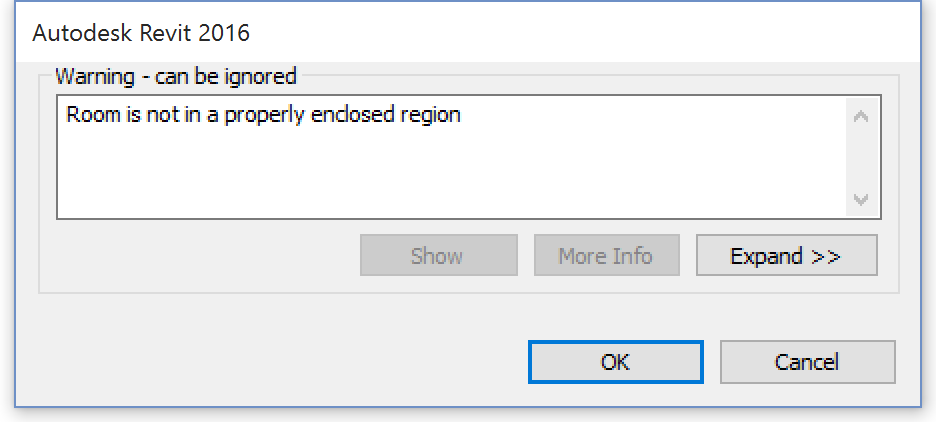 Autodesk Revit 2016
Warning - can be ignored
Room is not in a properly enclosed region
Show
More Info
Expand >>
OK
Cancel